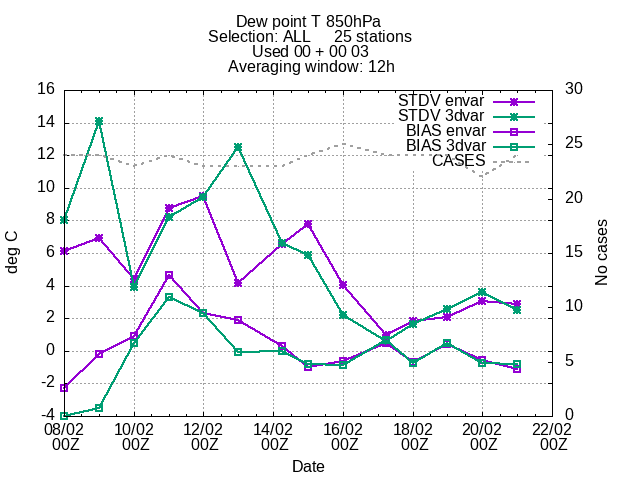 Dew point T 850hPa
Selection: ALL 25 stations
Used 00 + 00 03
Averaging window: 12h
STDV envar
STDV 3dvar
BIAS envar
BIAS 3dvar
CASES
16
14
12
10
8
6
4
2
0
-2
-4
deg C
30
25
20
15
10
5
0
No cases
08/02 10/02 12/02 14/02 16/02 18/02 20/02 22/02
00Z 00Z 00Z 00Z 00Z 00Z 00Z 00Z
Date